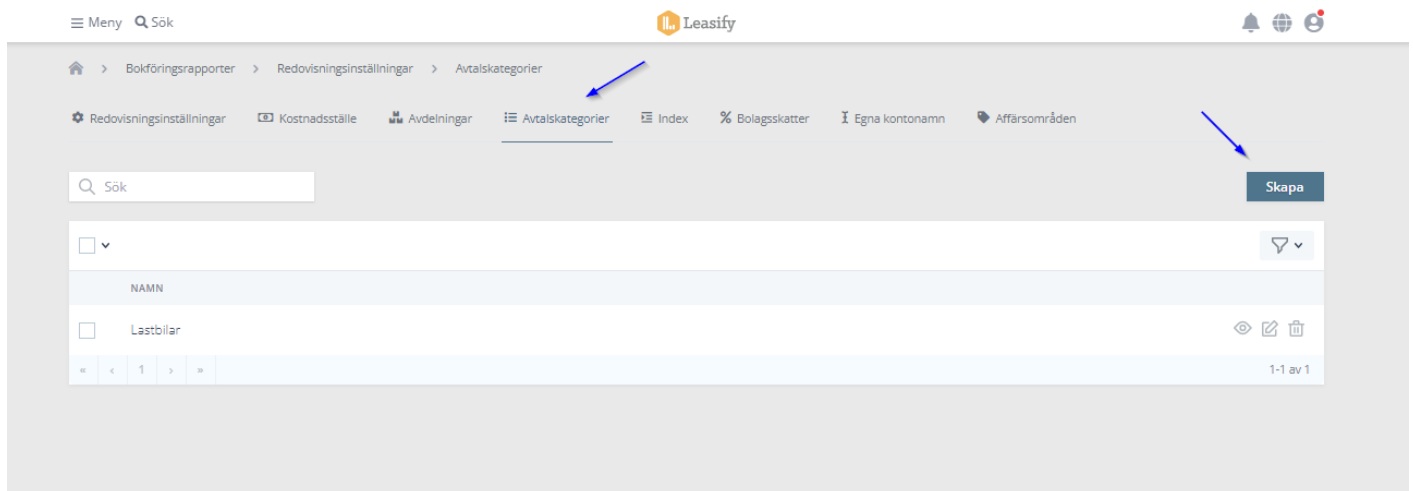 Meny Sök Leasify
Bokföringsrapporter > Redovisningsinställningar > Avtalskategorier
Redovisningsinställningar Kostnadsställe Avdelningar Avtalskategorier Index % Bolagsskatter Egna kontonamn Affärsområden
Sök Skapa
NAMN
Lastbilar
« ‹ 1 › » 1-1 av 1